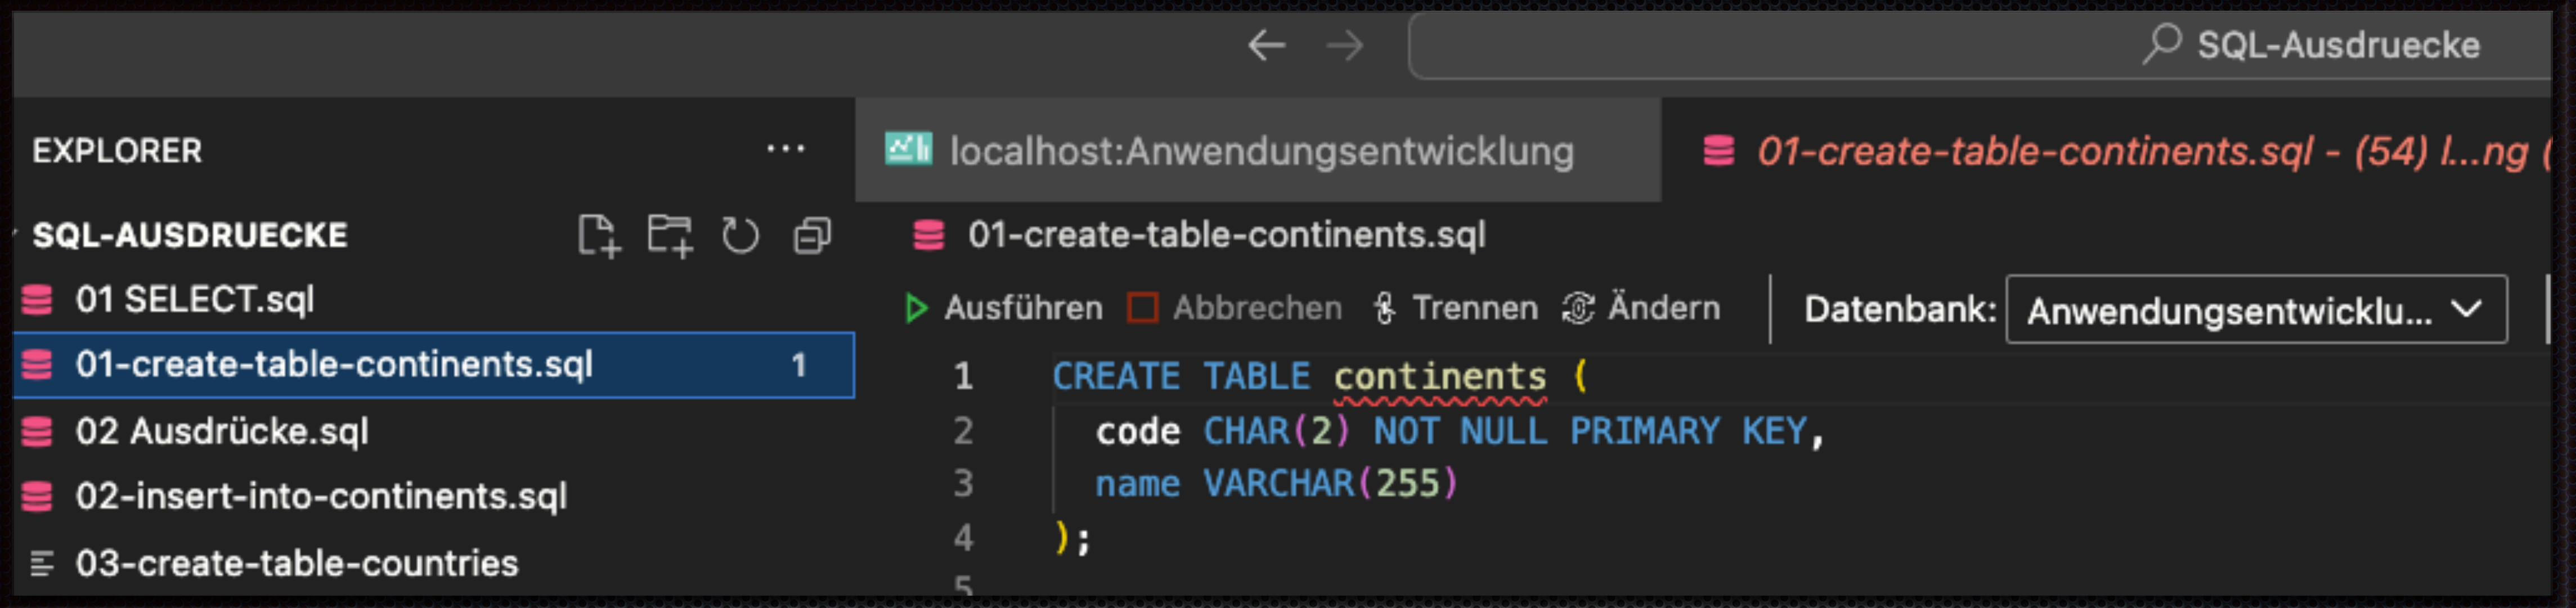 SQL-Ausdruecke
EXPLORER
SQL-AUSDRUECKE
01 SELECT.sql
01-create-table-continents.sql 1
02 Ausdrücke.sql
02-insert-into-continents.sql
03-create-table-countries
localhost:Anwendungsentwicklung
01-create-table-continents.sql - (54) l...ng (
01-create-table-continents.sql
Ausführen Abbrechen Trennen Ändern Datenbank: Anwendungsentwicklu...
1 CREATE TABLE continents (
2 code CHAR(2) NOT NULL PRIMARY KEY,
3 name VARCHAR(255)
4 );
5